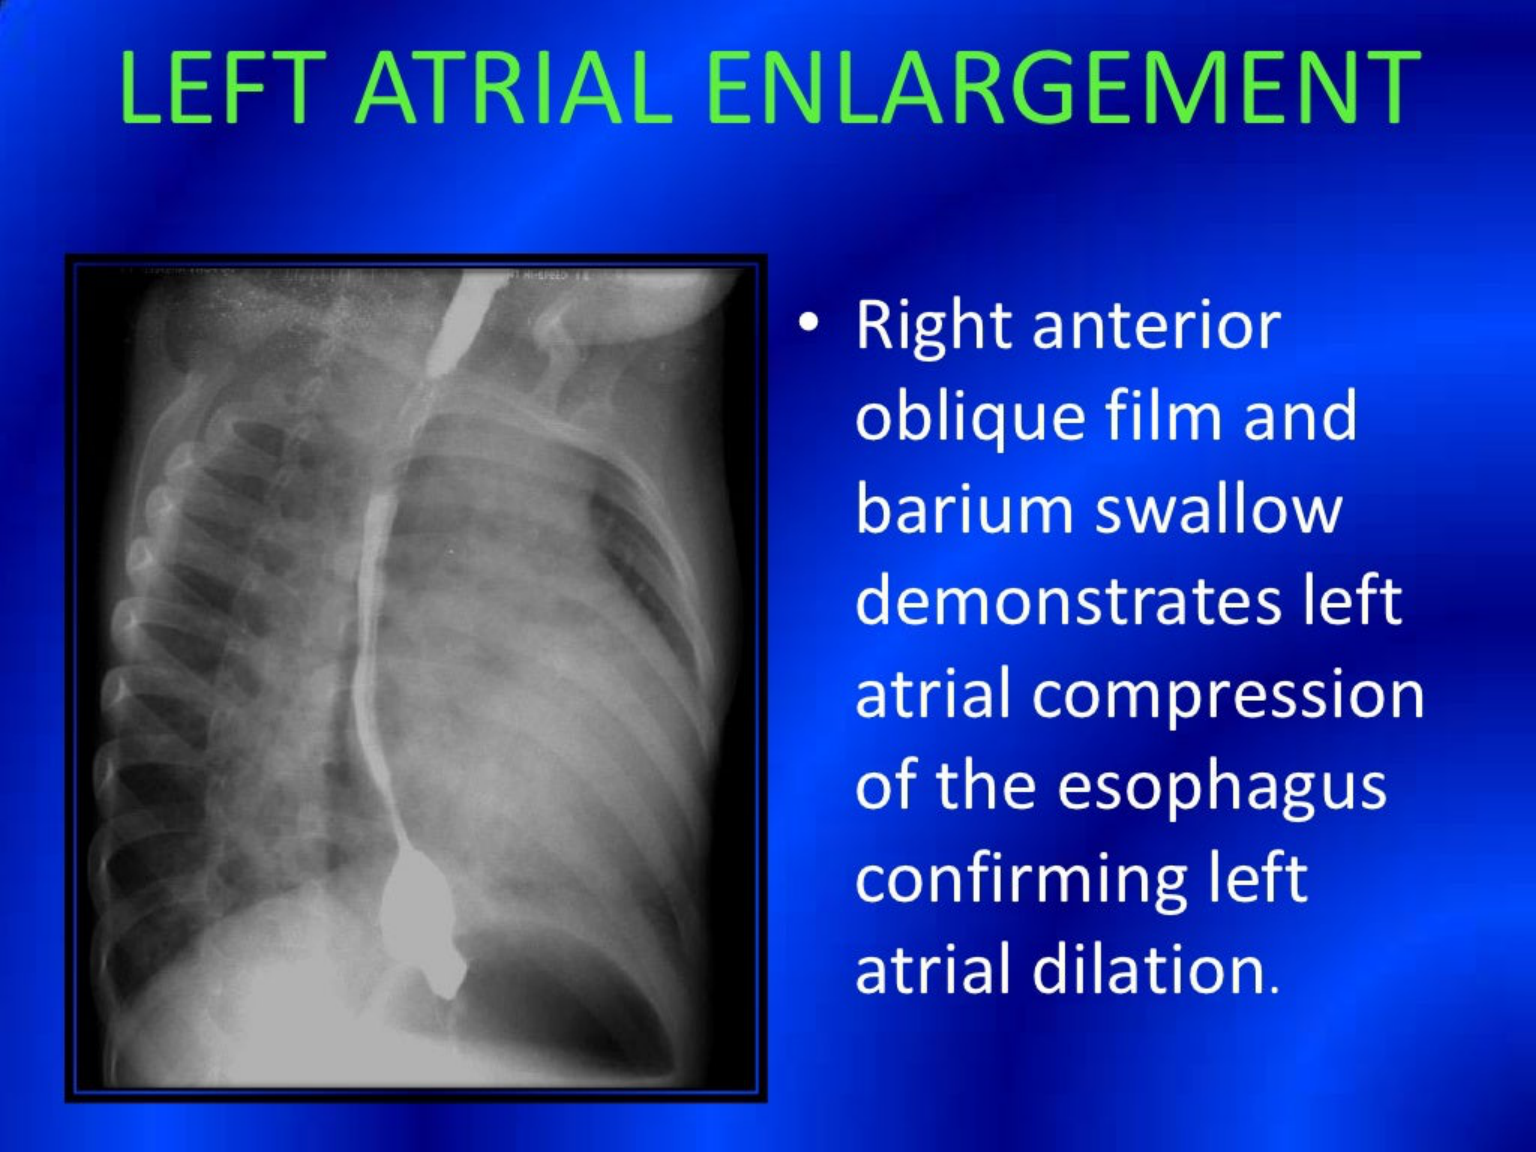 LEFT ATRIAL ENLARGEMENT
• Right anterior
oblique film and
barium swallow
demonstrates left
atrial compression
of the esophagus
confirming left
atrial dilation.